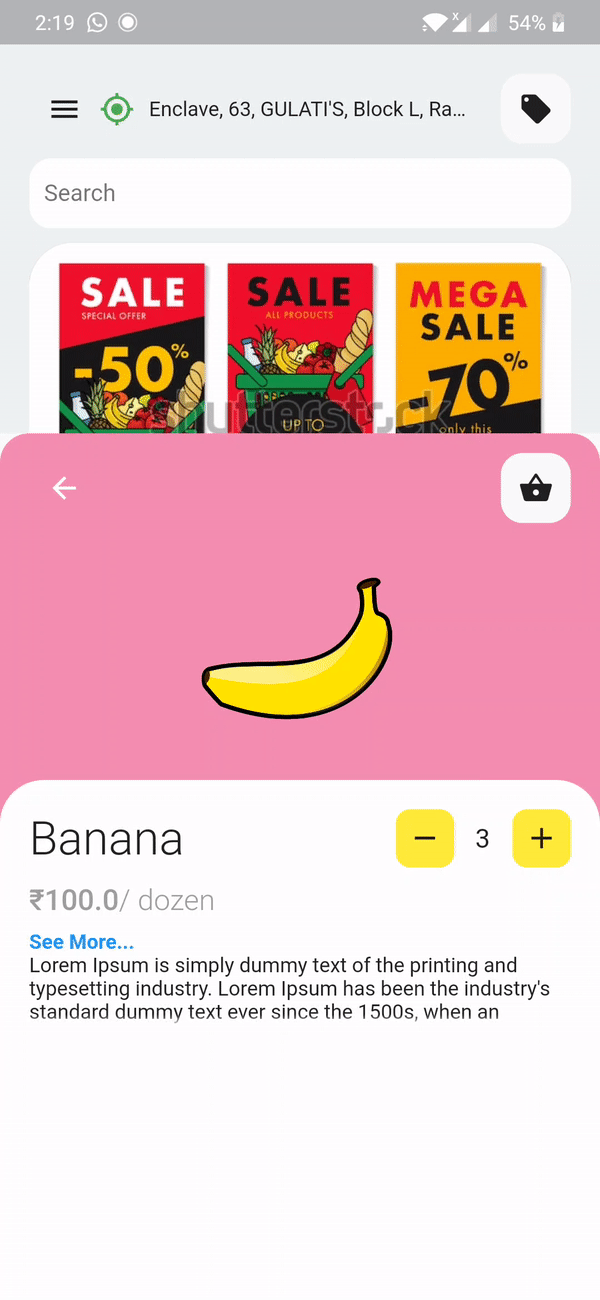 2:19
x
54%
Enclave, 63, GULATI'S, Block L, Ra...
Search
SALE
SPECIAL OFFER
-50%
SALE
ALL PRODUCTS
UP TO
MEGA
SALE
-70%
only this
shutterstock
Banana
3
₹100.0/ dozen
See More...
Lorem Ipsum is simply dummy text of the printing and
typesetting industry. Lorem Ipsum has been the industry's
standard dummy text ever since the 1500s, when an